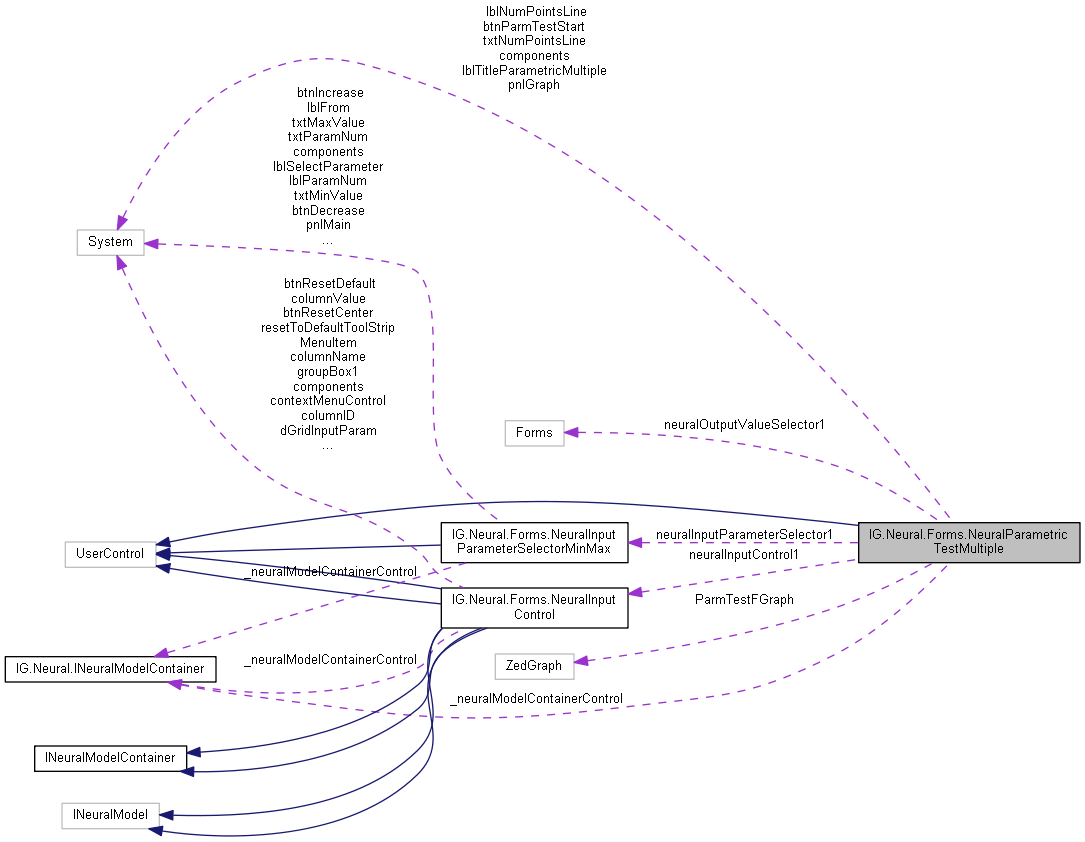 lblNumPointsLine
btnParmTestStart
txtNumPointsLine
components
lblTitleParametricMultiple
pnlGraph
btnIncrease
lblFrom
txtMaxValue
txtParamNum
components
lblSelectParameter
lblParamNum
txtMinValue
btnDecrease
pnlMain
...
System
btnResetDefault
columnValue
btnResetCenter
resetToDefaultToolStrip
MenuItem
columnName
groupBox1
components
contextMenuControl
columnID
dGridInputParam
...
neuralOutputValueSelector1
Forms
UserControl
IG.Neural.Forms.NeuralInput
ParameterSelectorMinMax
neuralInputParameterSelector1
IG.Neural.Forms.NeuralParametric
TestMultiple
neuralInputControl1
_neuralModelContainerControl
IG.Neural.Forms.NeuralInput
Control
ParmTestFGraph
IG.Neural.INeuralModelContainer
_neuralModelContainerControl
ZedGraph
_neuralModelContainerControl
INeuralModelContainer
INeuralModel